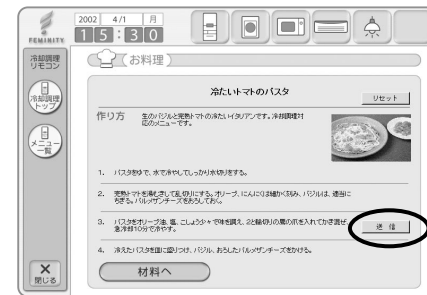 FEMINITY
2002 4/1 月
15:30
冷却調理
リモコン
お料理
冷却調理
トップ
メニュー
一覧
閉じる
冷たいトマトのパスタ
リセット
作り方
生のバジルと完熟トマトの冷たいイタリアンです。冷却調理対
応のメニューです。
1. パスタをゆで、水で冷やしてしっかり水切りをする。
2. 完熟トマトを湯むきして乱切りにする。オリーブ、にんにくは細かく刻み、バジルは、適当に
ちぎる。パルメザンチーズをおろしておく。
3. パスタをオリーブ油、塩、こしょう少々で味を調え、2と輪切りの鷹の爪を入れてかき混ぜ、
急冷却10分で冷やす。
送信
4. 冷えたパスタを皿に盛りつけ、バジル、おろしたパルメザンチーズをかける。
材料へ